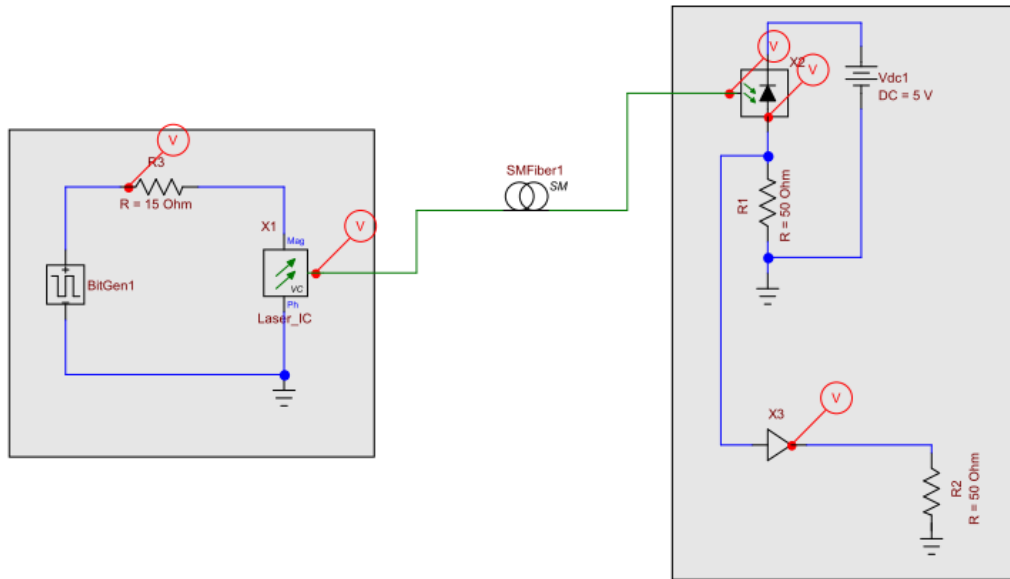 V
R3
R = 15 Ohm
BitGen1
X1
Mag
VC
Ph
Laser_IC
V
SMFiber1
SM
V
X2
V
Vdc1
DC = 5 V
R1
R = 50 Ohm
X3
V
R2
R = 50 Ohm